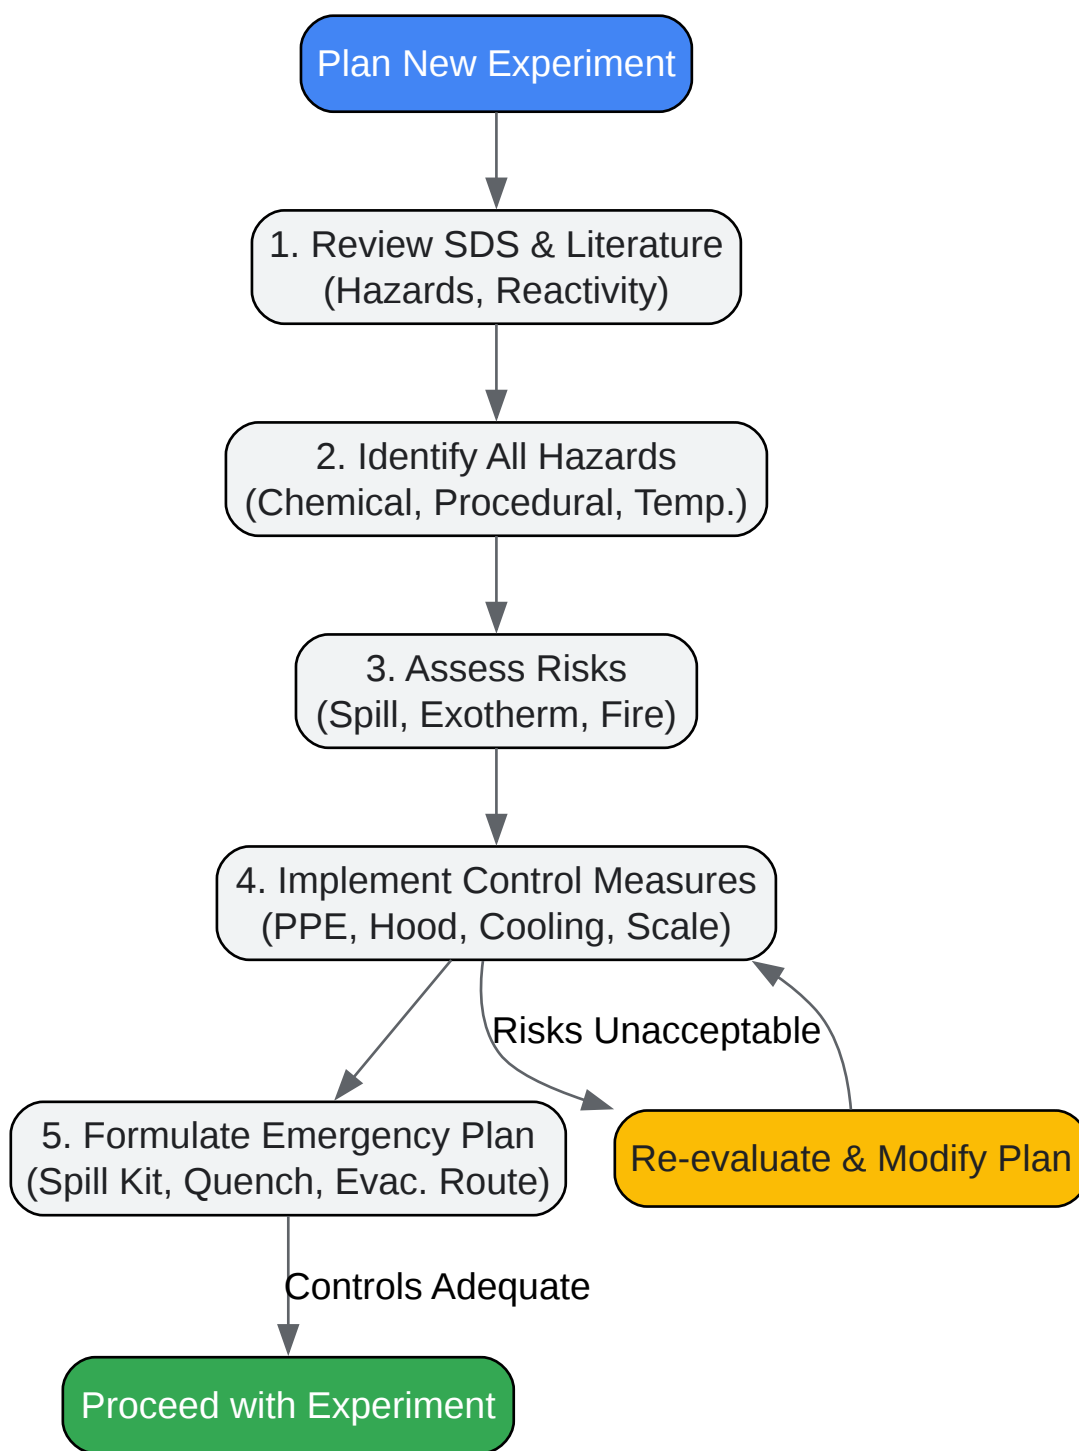 Plan New Experiment
1. Review SDS & Literature
(Hazards, Reactivity)
2. Identify All Hazards
(Chemical, Procedural, Temp.)
3. Assess Risks
(Spill, Exotherm, Fire)
4. Implement Control Measures
(PPE, Hood, Cooling, Scale)
Risks Unacceptable
5. Formulate Emergency Plan
(Spill Kit, Quench, Evac. Route)
Re-evaluate & Modify Plan
Controls Adequate
Proceed with Experiment